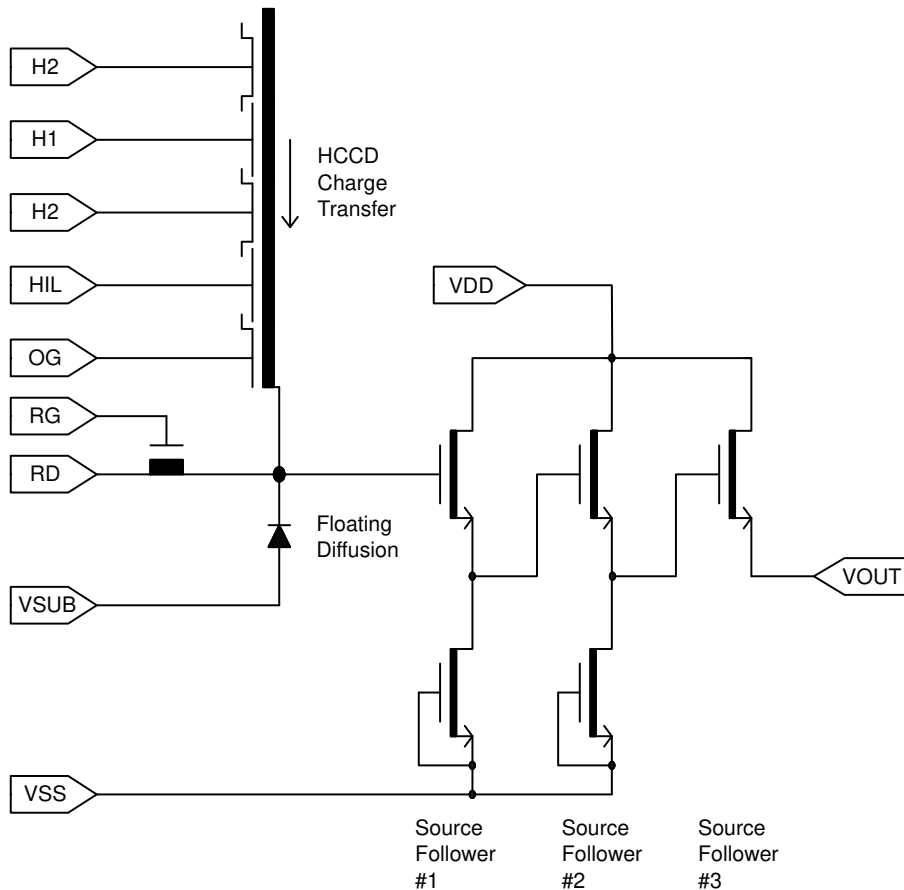 H2
H1
HCCD
Charge
Transfer
H2
HIL
VDD
OG
RG
RD
Floating
Diffusion
VSUB
VOUT
VSS
Source
Follower
#1
Source
Follower
#2
Source
Follower
#3